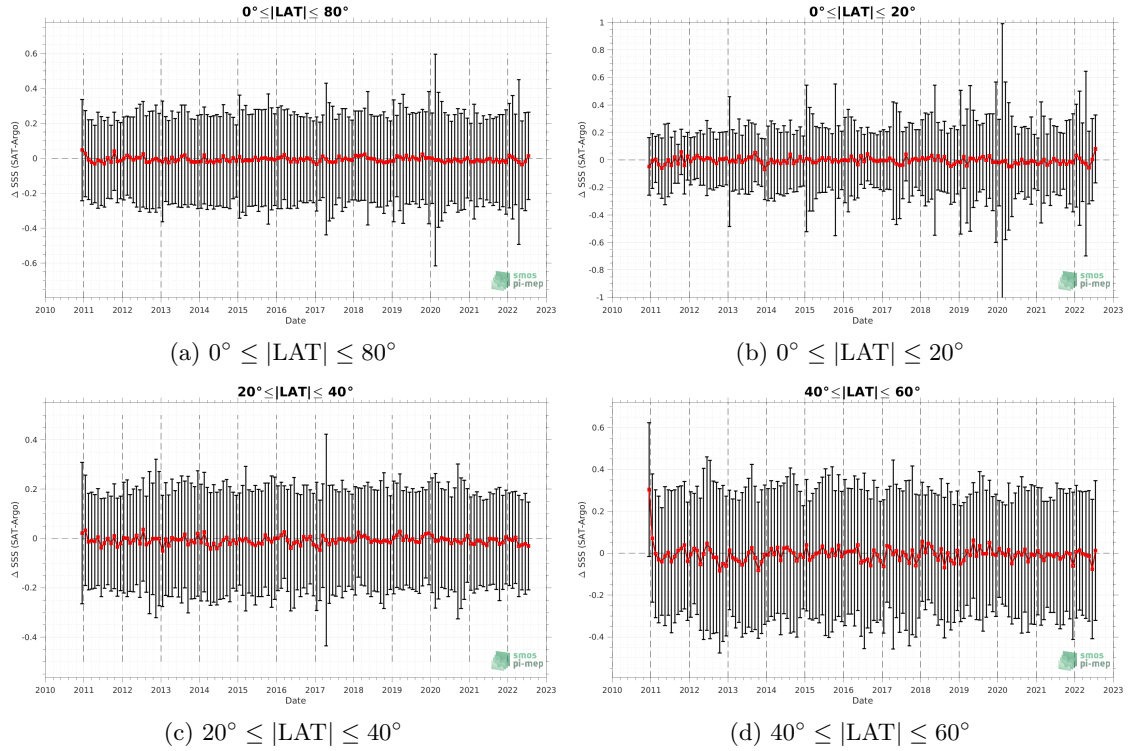 0°≤|LAT|≤ 80°
Δ SSS (SAT-Argo)
0.6
0.4
0.2
0
-0.2
-0.4
-0.6
smos
pi-mep
2010 2011 2012 2013 2014 2015 2016 2017 2018 2019 2020 2021 2022 2023
Date
(a) 0° ≤ |LAT| ≤ 80°
0°≤|LAT|≤ 20°
Δ SSS (SAT-Argo)
1
0.8
0.6
0.4
0.2
0
-0.2
-0.4
-0.6
-0.8
-1
smos
pi-mep
2010 2011 2012 2013 2014 2015 2016 2017 2018 2019 2020 2021 2022 2023
Date
(b) 0° ≤ |LAT| ≤ 20°
20°≤|LAT|≤ 40°
Δ SSS (SAT-Argo)
0.4
0.2
0
-0.2
-0.4
smos
pi-mep
2010 2011 2012 2013 2014 2015 2016 2017 2018 2019 2020 2021 2022 2023
Date
(c) 20° ≤ |LAT| ≤ 40°
40°≤|LAT|≤ 60°
Δ SSS (SAT-Argo)
0.6
0.4
0.2
0
-0.2
-0.4
smos
pi-mep
2010 2011 2012 2013 2014 2015 2016 2017 2018 2019 2020 2021 2022 2023
Date
(d) 40° ≤ |LAT| ≤ 60°